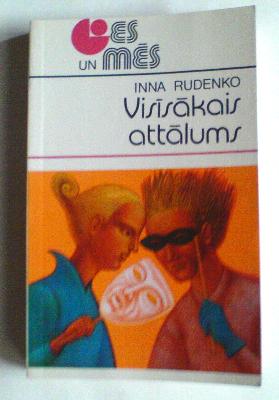 es
un mēs
INNA RUDENKO
Visīsākais
attālums